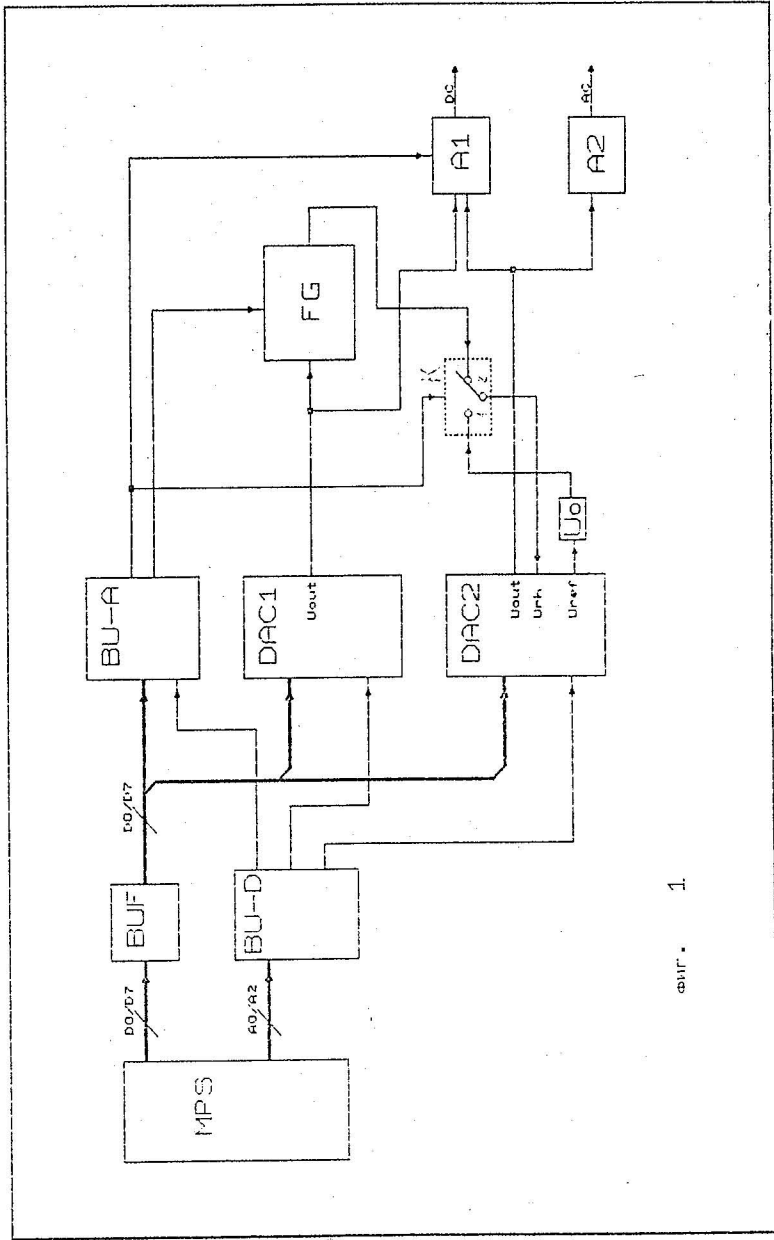 MPS
D0/D7
A0/A2
BUF
BU-D
D0/D7
BU-A
DAC1
Uout
DAC2
Uout
Urh
Uref
Uo
FG
K
1
2
A1
DC
A2
AC
фиг. 1